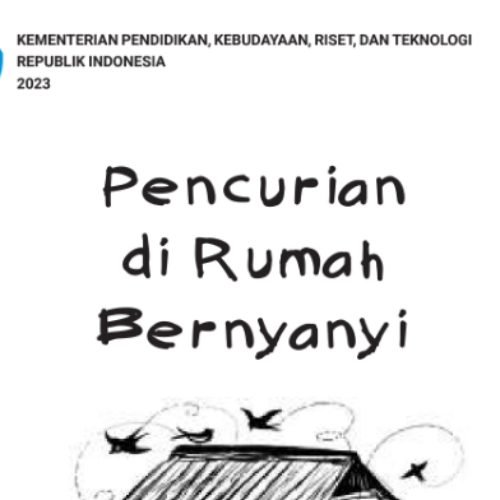 KEMENTERIAN PENDIDIKAN, KEBUDAYAAN, RISET, DAN TEKNOLOGI
REPUBLIK INDONESIA
2023
Pencurian
di Rumah
Bernyanyi